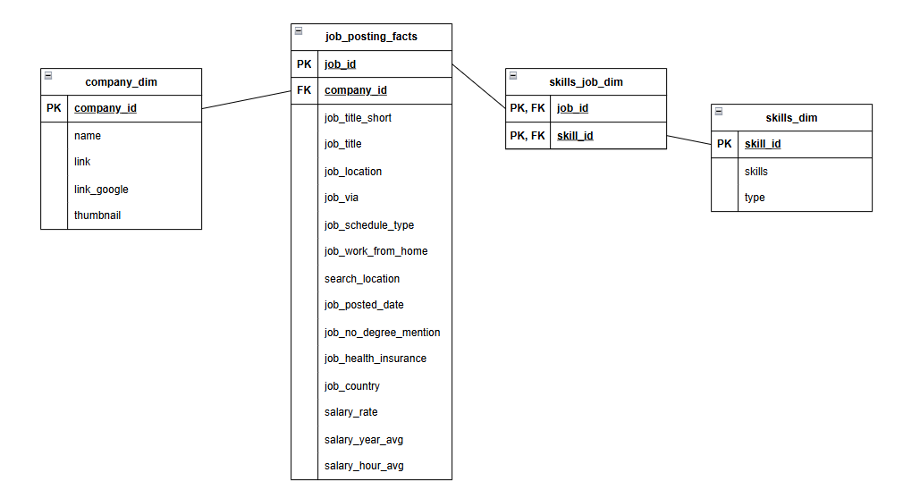 company_dim
PK company_id
name
link
link_google
thumbnail
job_posting_facts
PK job_id
FK company_id
job_title_short
job_title
job_location
job_via
job_schedule_type
job_work_from_home
search_location
job_posted_date
job_no_degree_mention
job_health_insurance
job_country
salary_rate
salary_year_avg
salary_hour_avg
skills_job_dim
PK, FK job_id
PK, FK skill_id
skills_dim
PK skill_id
skills
type